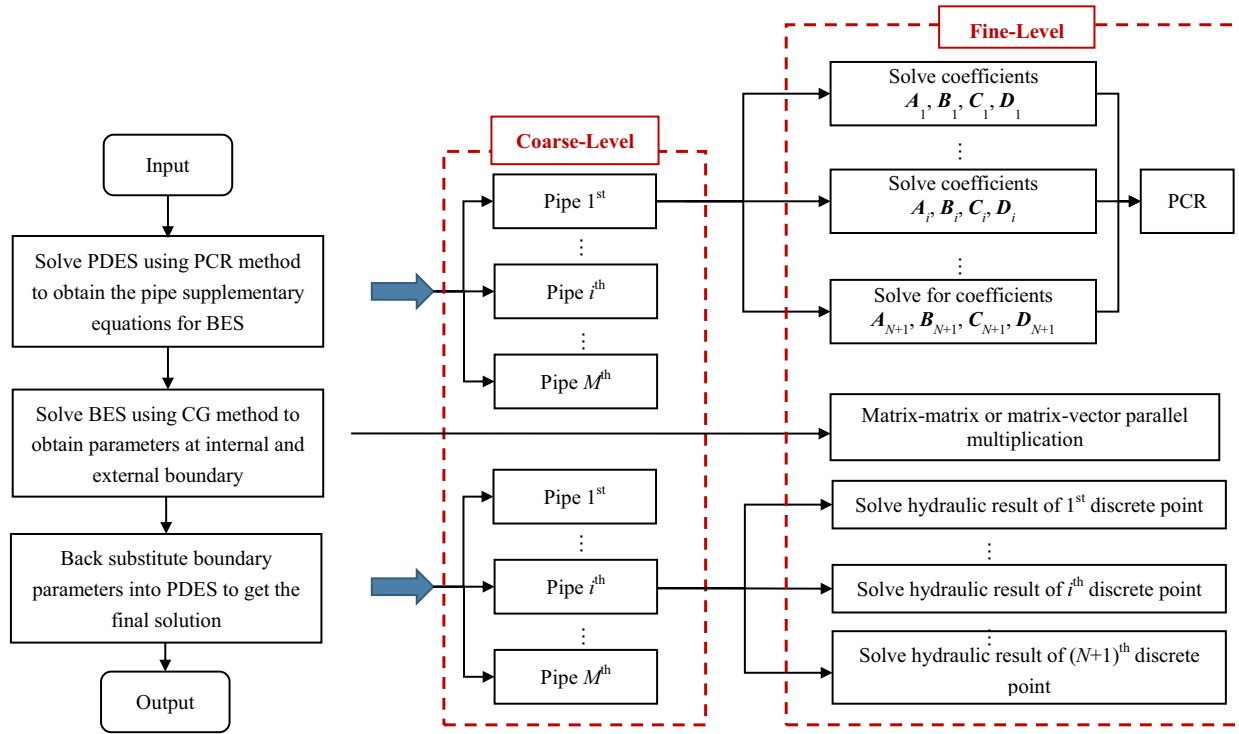 Input
Solve PDES using PCR method
to obtain the pipe supplementary
equations for BES
Solve BES using CG method to
obtain parameters at internal and
external boundary
Back substitute boundary
parameters into PDES to get the
final solution
Output
Coarse-Level
Pipe 1st
⋮
Pipe ith
⋮
Pipe Mth
Pipe 1st
⋮
Pipe ith
⋮
Pipe Mth
Fine-Level
Solve coefficients
A1, B1, C1, D1
⋮
Solve coefficients
Ai, Bi, Ci, Di
⋮
Solve for coefficients
AN+1, BN+1, CN+1, DN+1
PCR
Matrix-matrix or matrix-vector parallel
multiplication
Solve hydraulic result of 1st discrete point
⋮
Solve hydraulic result of ith discrete point
⋮
Solve hydraulic result of (N+1)th discrete
point